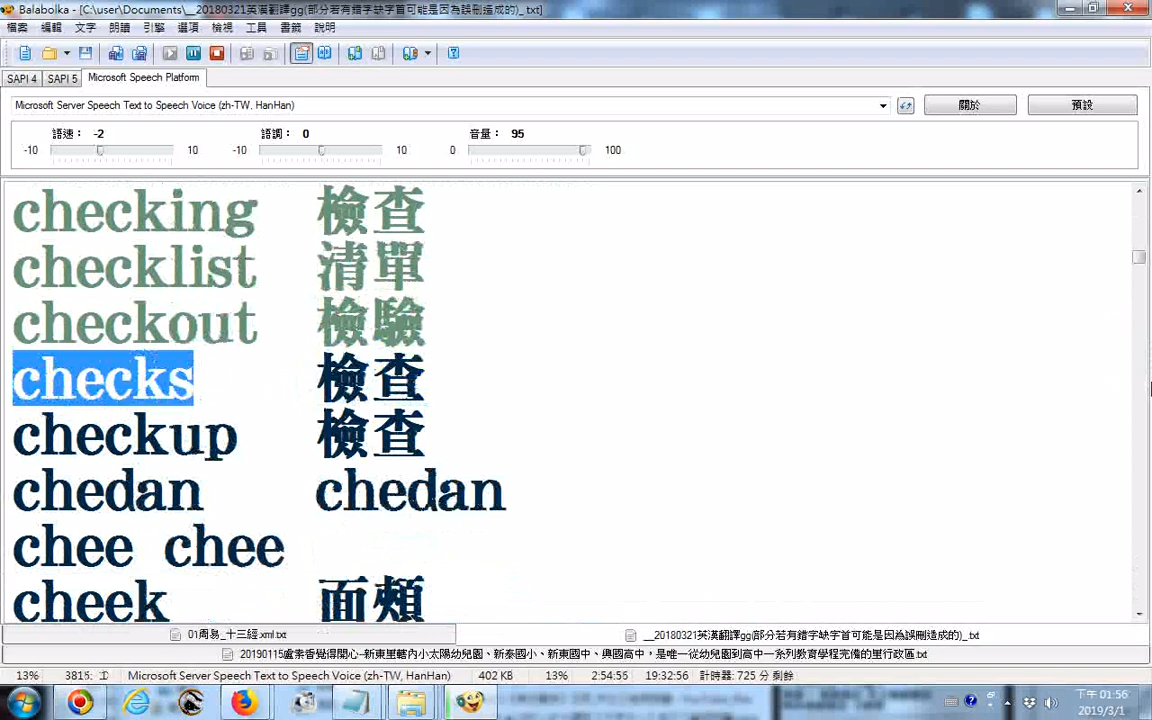 Balabolka - [C:\user\Documents\__20180321英漢翻譯gg(部分若有錯字缺字首可能是因為誤刪造成的)_.txt]
檔案 編輯 文字 朗讀 引擎 選項 檢視 工具 書籤 說明
SAPI 4 SAPI 5 Microsoft Speech Platform
Microsoft Server Speech Text to Speech Voice (zh-TW, HanHan) 關於 預設
語速： -2 語調： 0 音量： 95
-10 10 -10 10 0 100
checking 檢查
checklist 清單
checkout 檢驗
checks 檢查
checkup 檢查
chedan chedan
chee chee
cheek 面頰
01周易_十三經.xml.txt __20180321英漢翻譯gg(部分若有錯字缺字首可能是因為誤刪造成的)_.txt
20190115盧素香覺得開心-新東里轄內小太陽幼兒園、新泰國小、新東國中、興國高中，是唯一從幼兒園到高中一系列教育學程完備的里行政區.txt
13% 3815: Microsoft Server Speech Text to Speech Voice (zh-TW, HanHan) 402 KB 13% 2:54:55 19:32:56 計時器: 725 分 剩餘
下午 01:56
2019/3/1